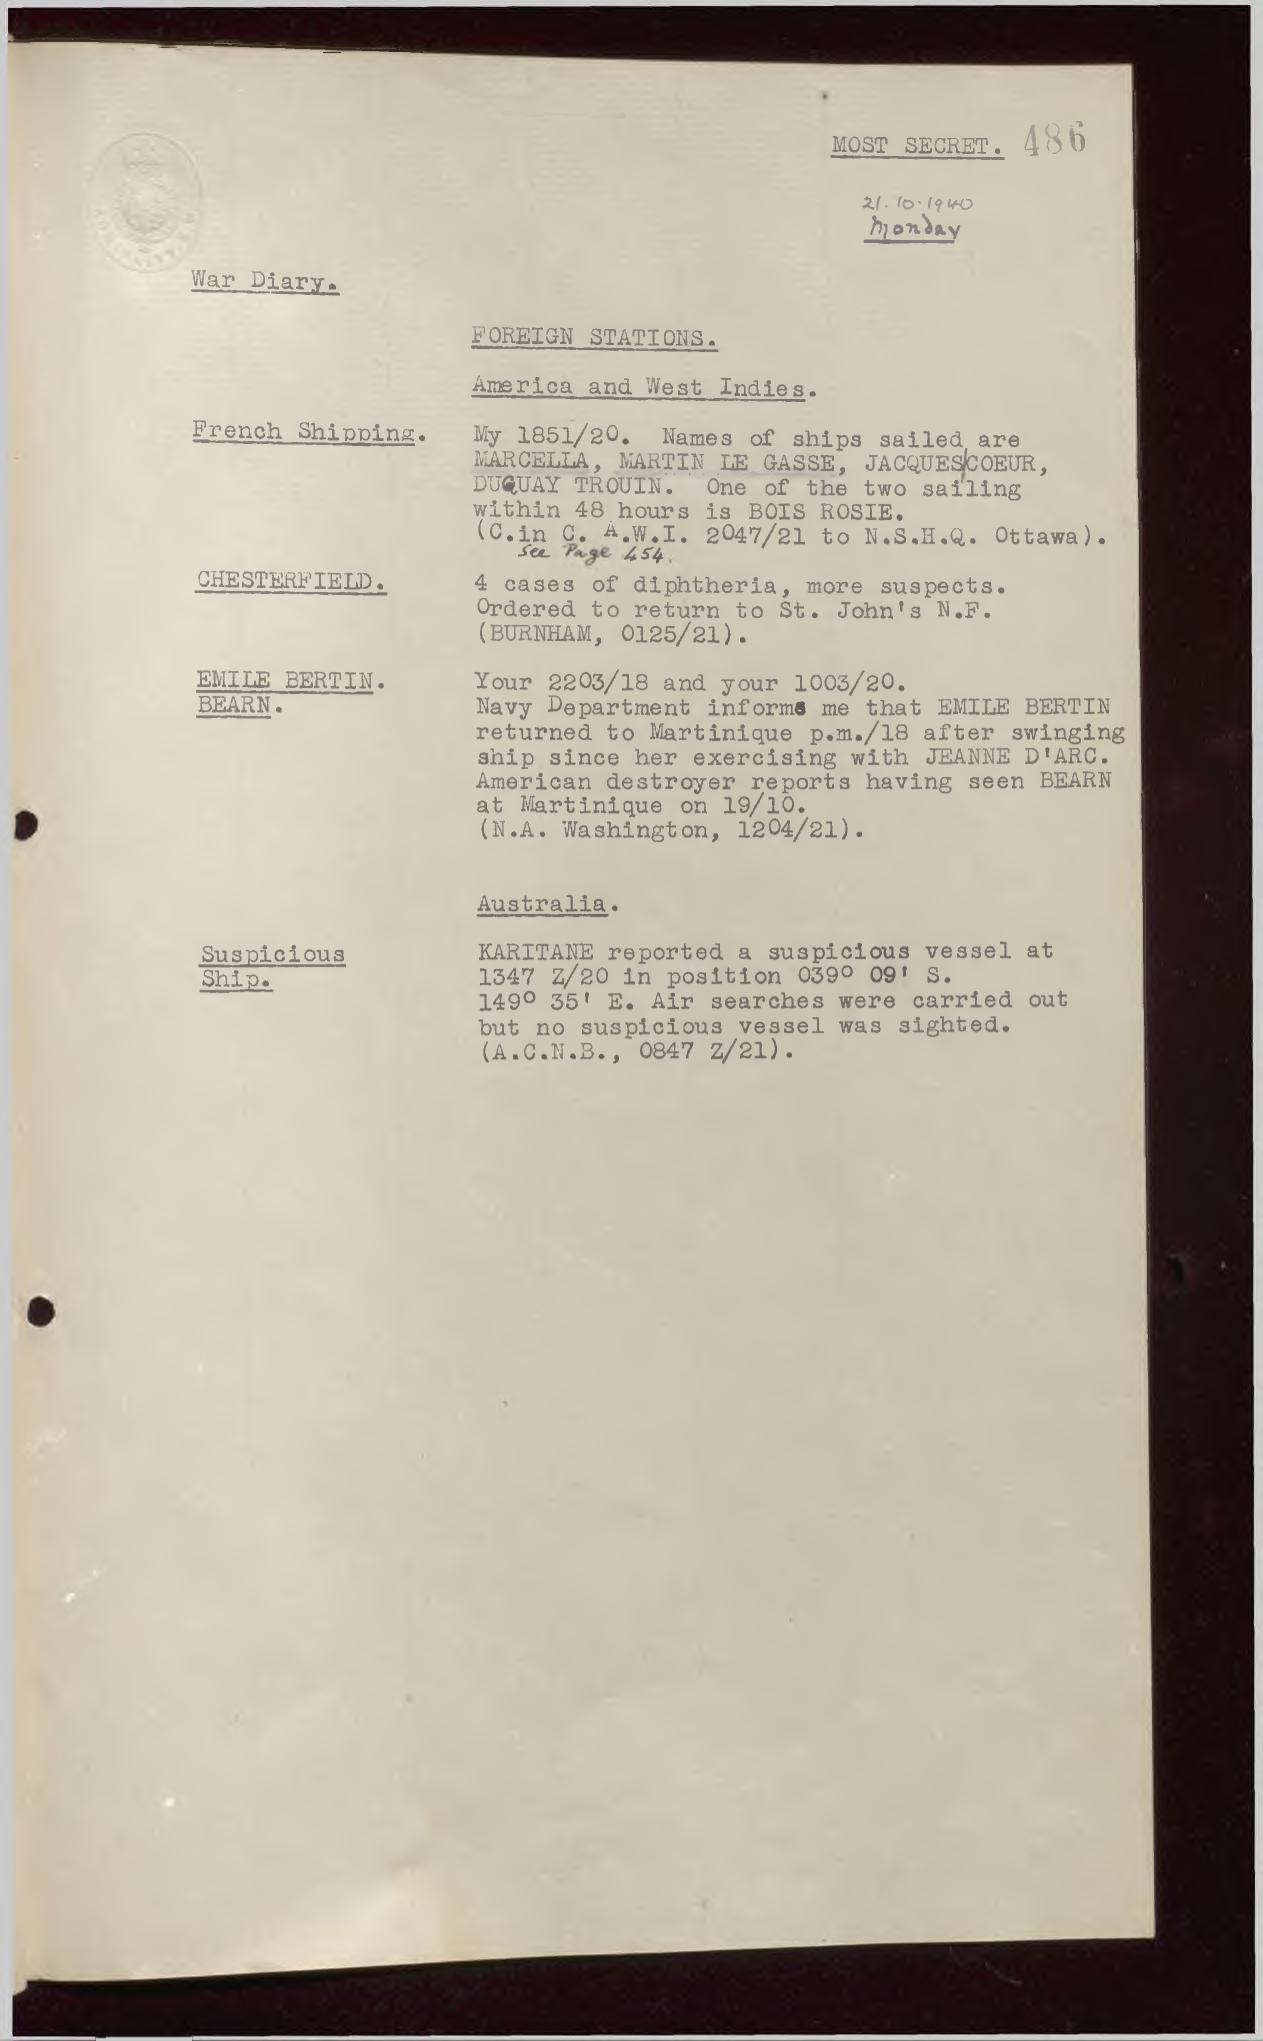 MOST SECRET. 486
21.10.1940
Monday
War Diary.
FOREIGN STATIONS.
America and West Indies.
French Shipping.
My 1851/20. Names of ships sailed are
MARCELLA, MARTIN LE GASSE, JACQUES/COEUR,
DUQUAY TROUIN. One of the two sailing
within 48 hours is BOIS ROSIE.
(C.in C. A.W.I. 2047/21 to N.S.H.Q. Ottawa).
See Page 454.
CHESTERFIELD.
4 cases of diphtheria, more suspects.
Ordered to return to St. John's N.F.
(BURNHAM, 0125/21).
EMILE BERTIN.
BEARN.
Your 2203/18 and your 1003/20.
Navy Department informs me that EMILE BERTIN
returned to Martinique p.m./18 after swinging
ship since her exercising with JEANNE D'ARC.
American destroyer reports having seen BEARN
at Martinique on 19/10.
(N.A. Washington, 1204/21).
Australia.
Suspicious
Ship.
KARITANE reported a suspicious vessel at
1347 Z/20 in position 039° 09' S.
149° 35' E. Air searches were carried out
but no suspicious vessel was sighted.
(A.C.N.B., 0847 Z/21).